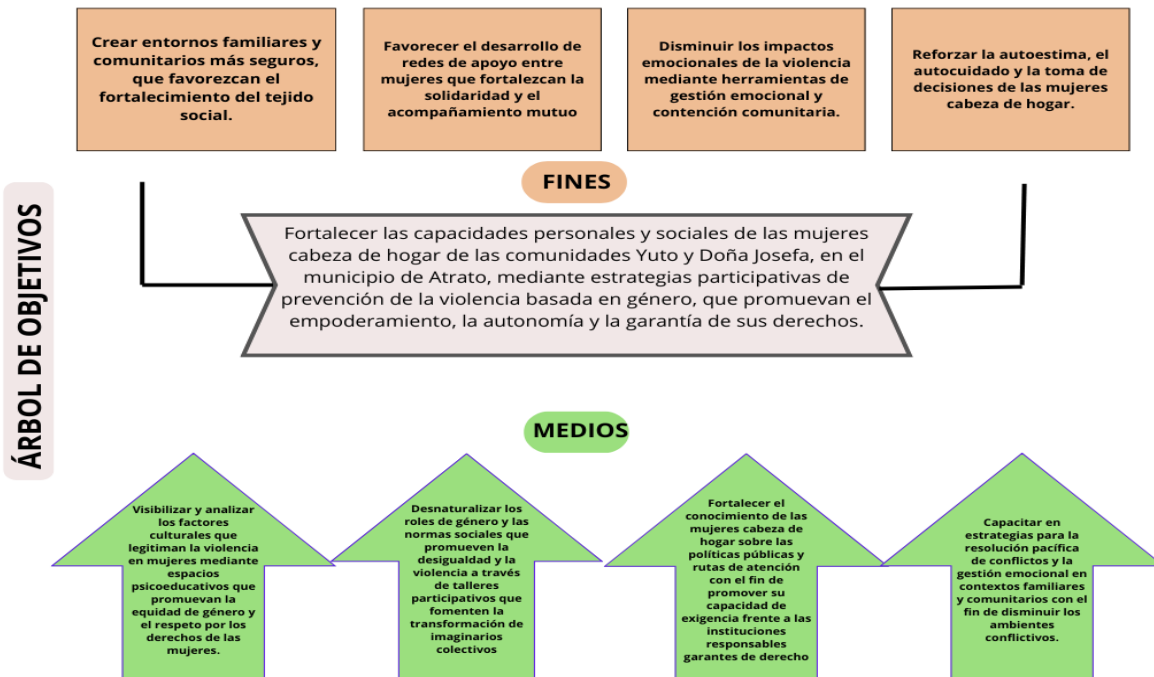 Crear entornos familiares y
comunitarios más seguros,
que favorezcan el
fortalecimiento del tejido
social.
Favorecer el desarrollo de
redes de apoyo entre
mujeres que fortalezcan la
solidaridad y el
acompañamiento mutuo
Disminuir los impactos
emocionales de la violencia
mediante herramientas de
gestión emocional y
contención comunitaria.
Reforzar la autoestima, el
autocuidado y la toma de
decisiones de las mujeres
cabeza de hogar.
FINES
ÁRBOL DE OBJETIVOS
Fortalecer las capacidades personales y sociales de las mujeres
cabeza de hogar de las comunidades Yuto y Doña Josefa, en el
municipio de Atrato, mediante estrategias participativas de
prevención de la violencia basada en género, que promuevan el
empoderamiento, la autonomía y la garantía de sus derechos.
MEDIOS
Visibilizar y analizar
los factores
culturales que
legitiman la violencia
en mujeres mediante
espacios
psicoeducativos que
promuevan la
equidad de género y
el respeto por los
derechos de las
mujeres.
Desnaturalizar los
roles de género y las
normas sociales que
promueven la
desigualdad y la
violencia a través
de talleres
participativos que
fomenten la
transformación de
imaginarios
colectivos
Fortalecer el
conocimiento de las
mujeres cabeza de
hogar sobre las
políticas públicas y
rutas de atención
con el fin de
promover su
capacidad de
exigencia frente a las
instituciones
responsables
garantes de derecho
Capacitar en
estrategias para la
resolución pacífica
de conflictos y la
gestión emocional en
contextos familiares
y comunitarios con el
fin de disminuir los
ambientes
conflictivos.